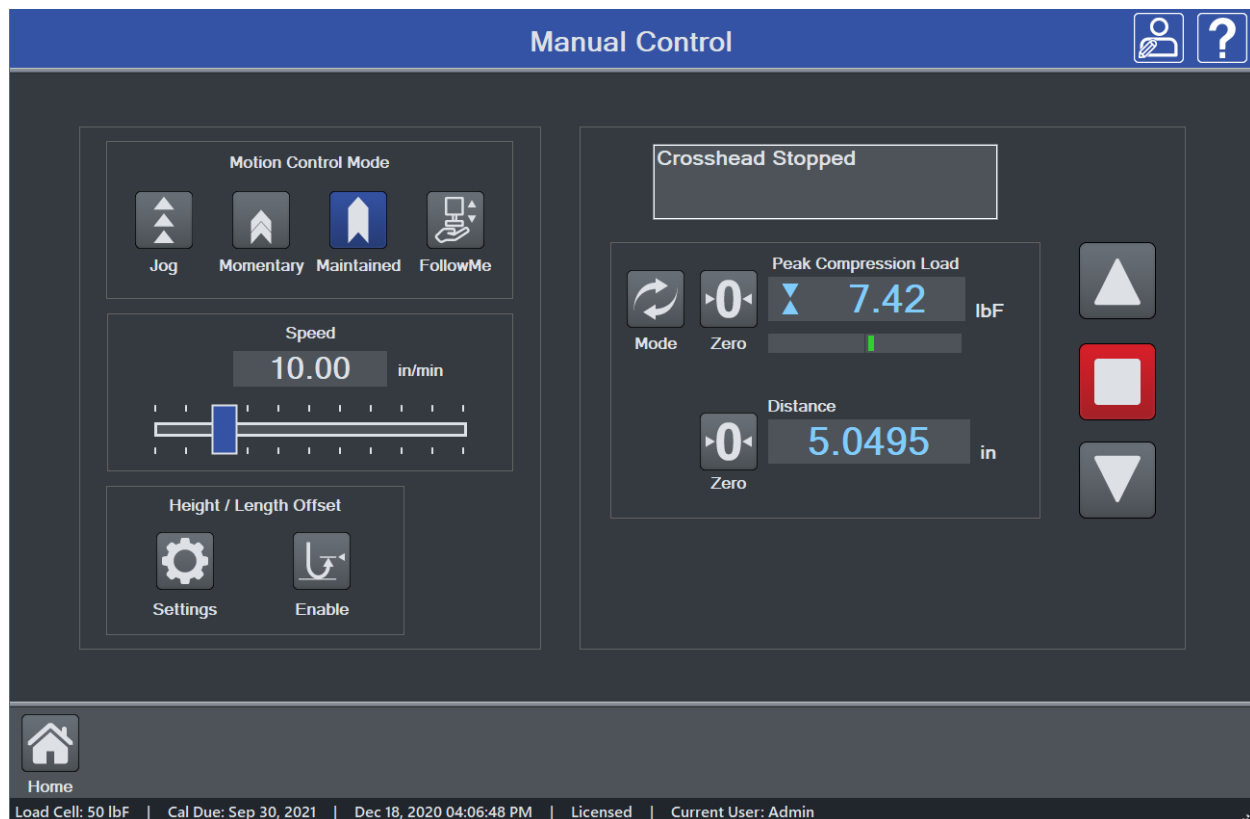 Manual Control
?
Motion Control Mode
Jog
Momentary
Maintained
FollowMe
Speed
10.00 in/min
Height / Length Offset
Settings
Enable
Crosshead Stopped
Peak Compression Load
0
7.42 lbF
Mode
Zero
Distance
0
5.0495 in
Zero
Home
Load Cell: 50 lbF | Cal Due: Sep 30, 2021 | Dec 18, 2020 04:06:48 PM | Licensed | Current User: Admin